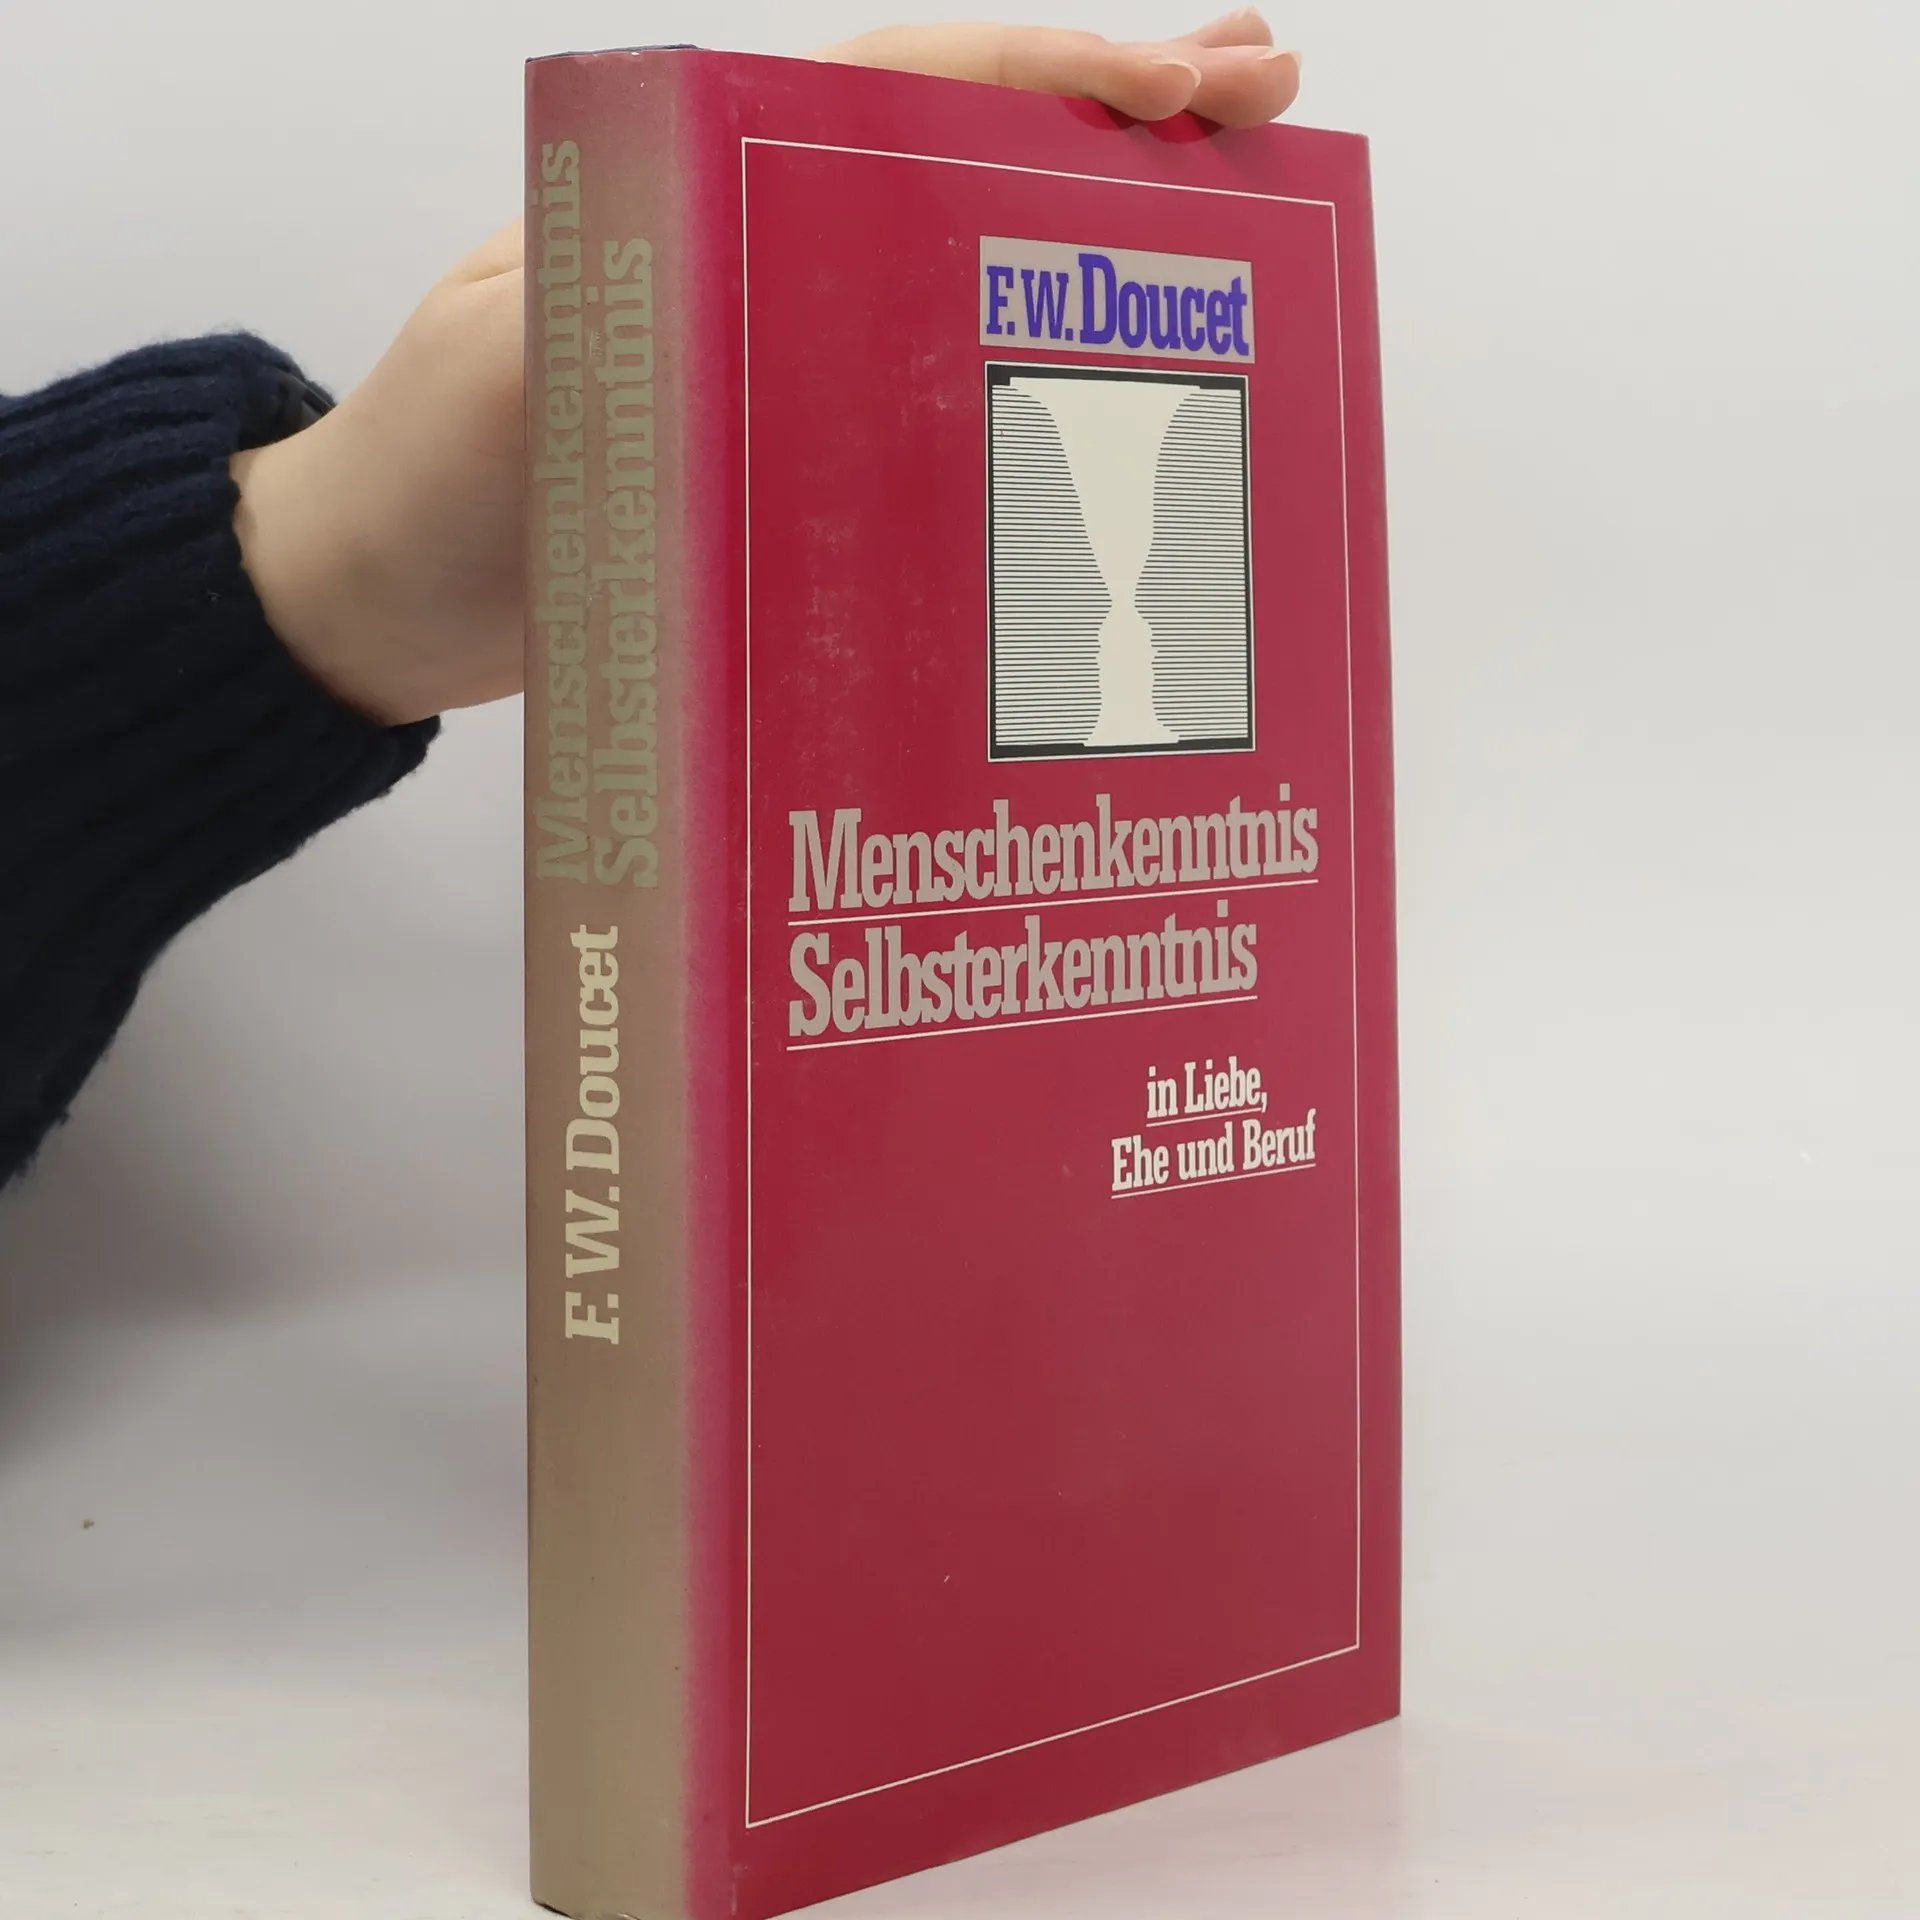 Menschenkenntnis
Selbsterkenntnis
F. W. Doucet
F. W. Doucet
Menschenkenntnis
Selbsterkenntnis
in Liebe,
Ehe und Beruf